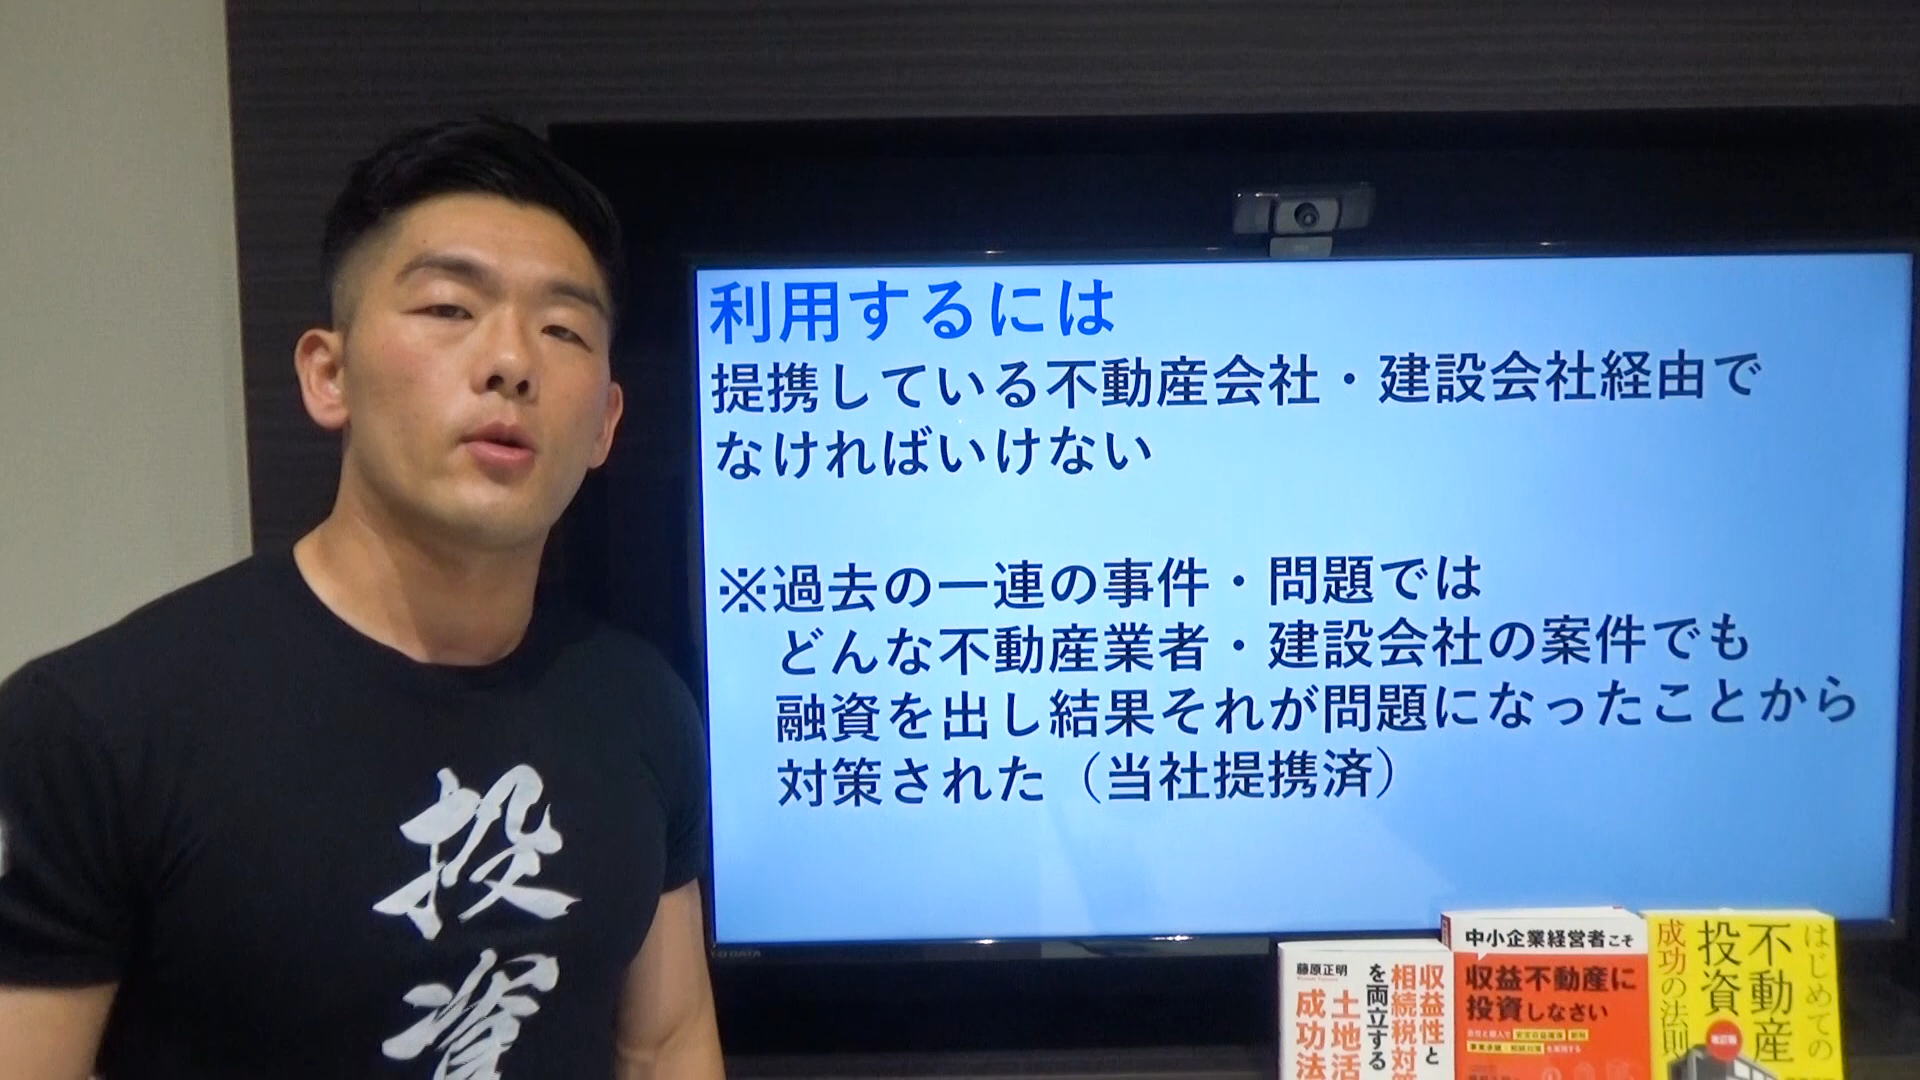 利用するには
提携している不動産会社・建設会社経由で
なければいけない
※過去の一連の事件・問題では
どんな不動産業者・建設会社の案件でも
融資を出し結果それが問題になったことから
対策された（当社提携済）
投資
I-O DATA
藤原正明
収益性と
相続税対策
を両立する
土地活
成功法
中小企業経営者こそ
収益不動産に
投資しなさい
はじめての
不動産
投資
成功の法則
改訂版